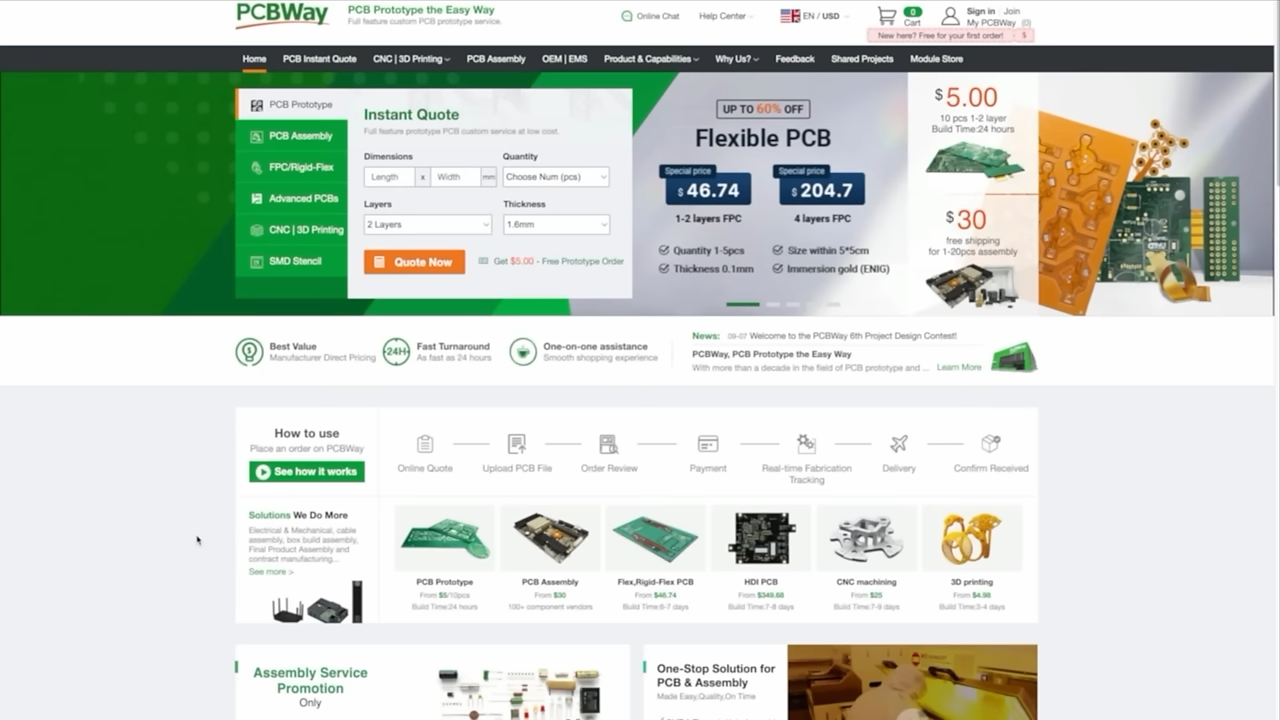 PCBWay
PCB Prototype the Easy Way
Full feature custom PCB prototype service.
Online Chat
Help Center
EN / USD
0
Cart
Sign in
Join
My PCBWay
New here? Free for your first order!
$
Home
PCB Instant Quote
CNC | 3D Printing
PCB Assembly
OEM | EMS
Product & Capabilities
Why Us?
Feedback
Shared Projects
Module Store
PCB Prototype
PCB Assembly
FPC/Rigid-Flex
Advanced PCBs
CNC | 3D Printing
SMD Stencil
Instant Quote
Full feature prototype PCB custom service at low cost.
Dimensions
Quantity
Length x Width mm
Choose Num (pcs)
Layers
Thickness
2 Layers
1.6mm
Quote Now
Get $5.00 - Free Prototype Order
UP TO 60% OFF
Flexible PCB
Special price
$ 46.74
1-2 layers FPC
Special price
$ 204.7
4 layers FPC
Quantity 1-5pcs
Size within 5*5cm
Thickness 0.1mm
Immersion gold (ENIG)
$5.00
10 pcs 1-2 layer
Build Time:24 hours
$30
free shipping
for 1-20pcs assembly
Best Value
Manufacturer Direct Pricing
24H
Fast Turnaround
As fast as 24 hours
One-on-one assistance
Smooth shopping experience
News: 09-07 Welcome to the PCBWay 6th Project Design Contest!
PCBWay, PCB Prototype the Easy Way
With more than a decade in the field of PCB prototype and ... Learn More
How to use
Place an order on PCBWay
See how it works
Online Quote
Upload PCB File
Order Review
Payment
Real-time Fabrication
Tracking
Delivery
Confirm Received
Solutions We Do More
Electrical & Mechanical, cable
assembly, box build assembly,
Final Product Assembly and
contract manufacturing...
See more >
PCB Prototype
From $5/10pcs
Build Time:24 hours
PCB Assembly
From $30
100+ component vendors
Flex,Rigid-Flex PCB
From $46.74
Build Time:6-7 days
HDI PCB
From $349.68
Build Time:7-8 days
CNC machining
From $25
Build Time:7-9 days
3D printing
From $4.98
Build Time:3-4 days
Assembly Service
Promotion
Only
One-Stop Solution for
PCB & Assembly
Made Easy,Quality,On Time